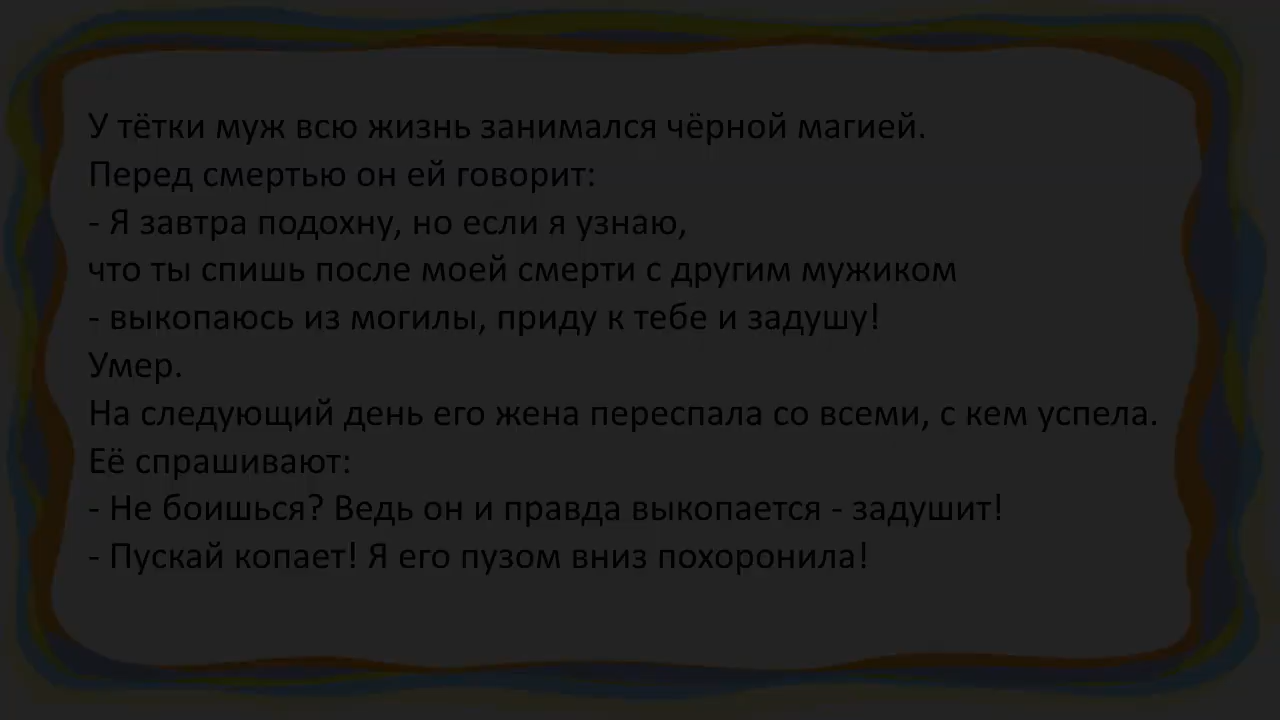 У тётки муж всю жизнь занимался чёрной магией.
Перед смертью он ей говорит:
- Я завтра подохну, но если я узнаю,
что ты спишь после моей смерти с другим мужиком
- выкопаюсь из могилы, приду к тебе и задушу!
Умер.
На следующий день его жена переспала со всеми, с кем успела.
Её спрашивают:
- Не боишься? Ведь он и правда выкопается - задушит!
- Пускай копает! Я его пузом вниз похоронила!